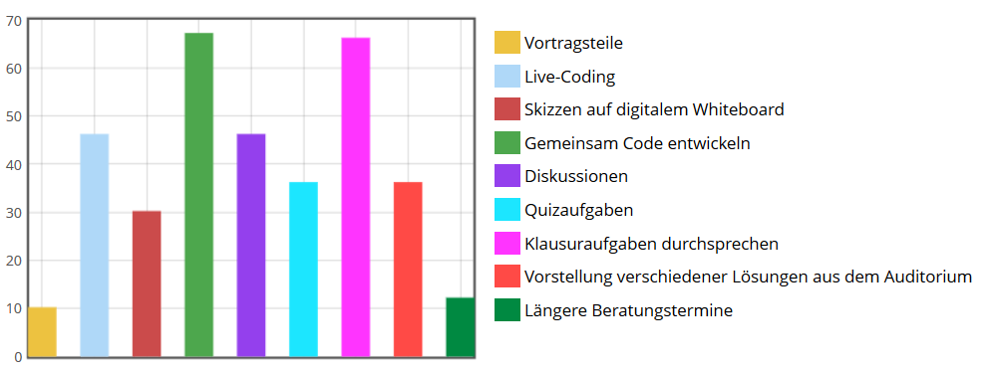 70
60
50
40
30
20
10
0
Vortragsteile
Live-Coding
Skizzen auf digitalem Whiteboard
Gemeinsam Code entwickeln
Diskussionen
Quizaufgaben
Klausuraufgaben durchsprechen
Vorstellung verschiedener Lösungen aus dem Auditorium
Längere Beratungstermine